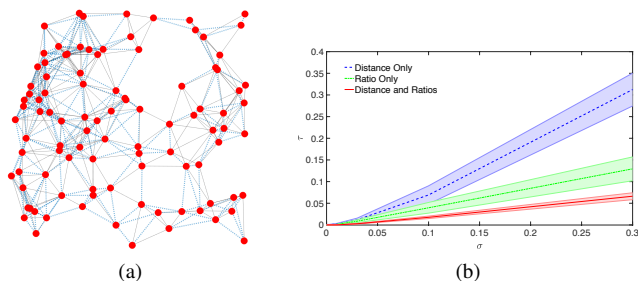 0.4
0.35
0.3
0.25
0.2
0.15
0.1
0.05
0
τ
Distance Only
Ratio Only
Distance and Ratios
0 0.05 0.1 0.15 0.2 0.25 0.3
σ
(a) (b)